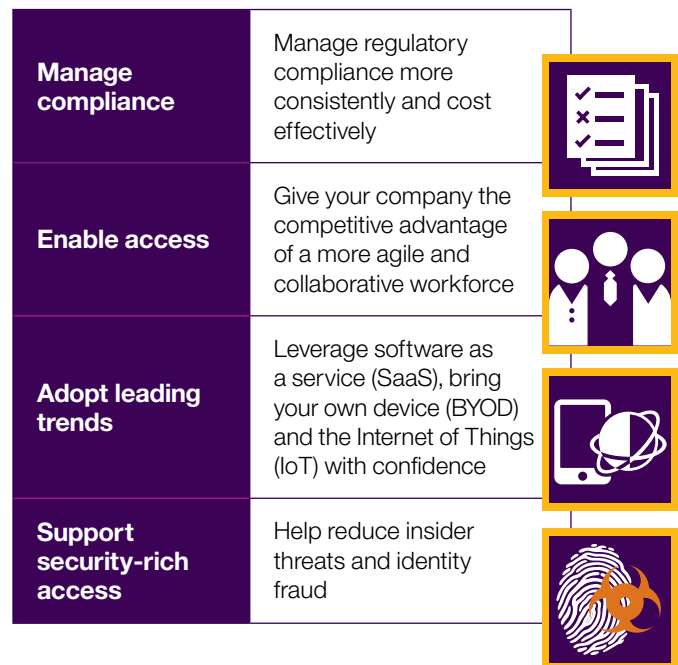 Manage
compliance
Manage regulatory
compliance more
consistently and cost
effectively
Enable access
Give your company the
competitive advantage
of a more agile and
collaborative workforce
Adopt leading
trends
Leverage software as
a service (SaaS), bring
your own device (BYOD)
and the Internet of Things
(IoT) with confidence
Support
security-rich
access
Help reduce insider
threats and identity
fraud